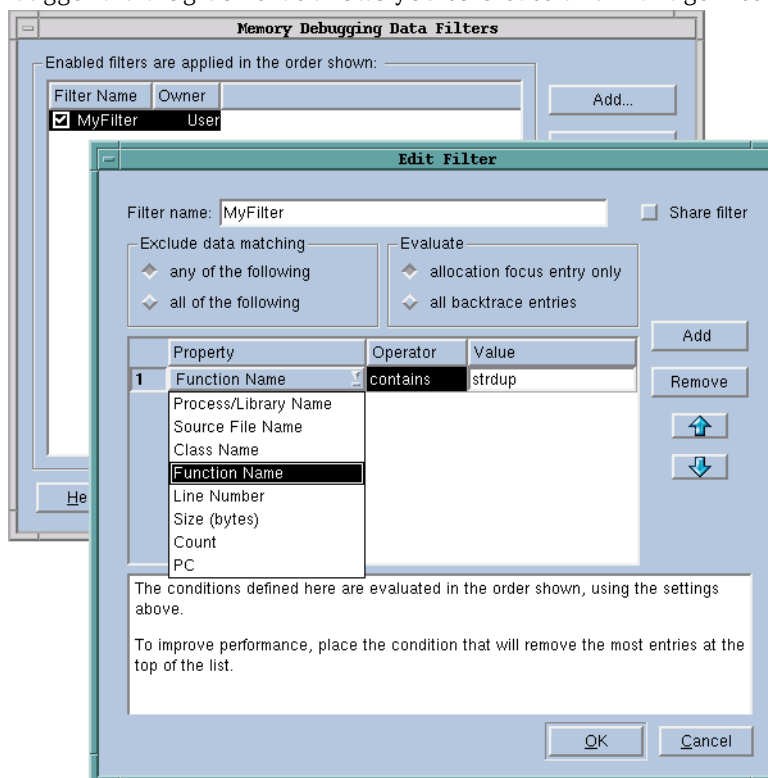 Memory Debugging Data Filters
Enabled filters are applied in the order shown:
Filter Name Owner
Add...
MyFilter User
Edit Filter
Filter name: MyFilter
Share filter
Exclude data matching
Evaluate
any of the following
allocation focus entry only
all of the following
all backtrace entries
Property Operator Value
Add
1 Function Name contains strdup
Remove
Process/Library Name
Source File Name
Class Name
Function Name
Line Number
Size (bytes)
Count
PC
He
The conditions defined here are evaluated in the order shown, using the settings
above.
To improve performance, place the condition that will remove the most entries at the
top of the list.
OK
Cancel